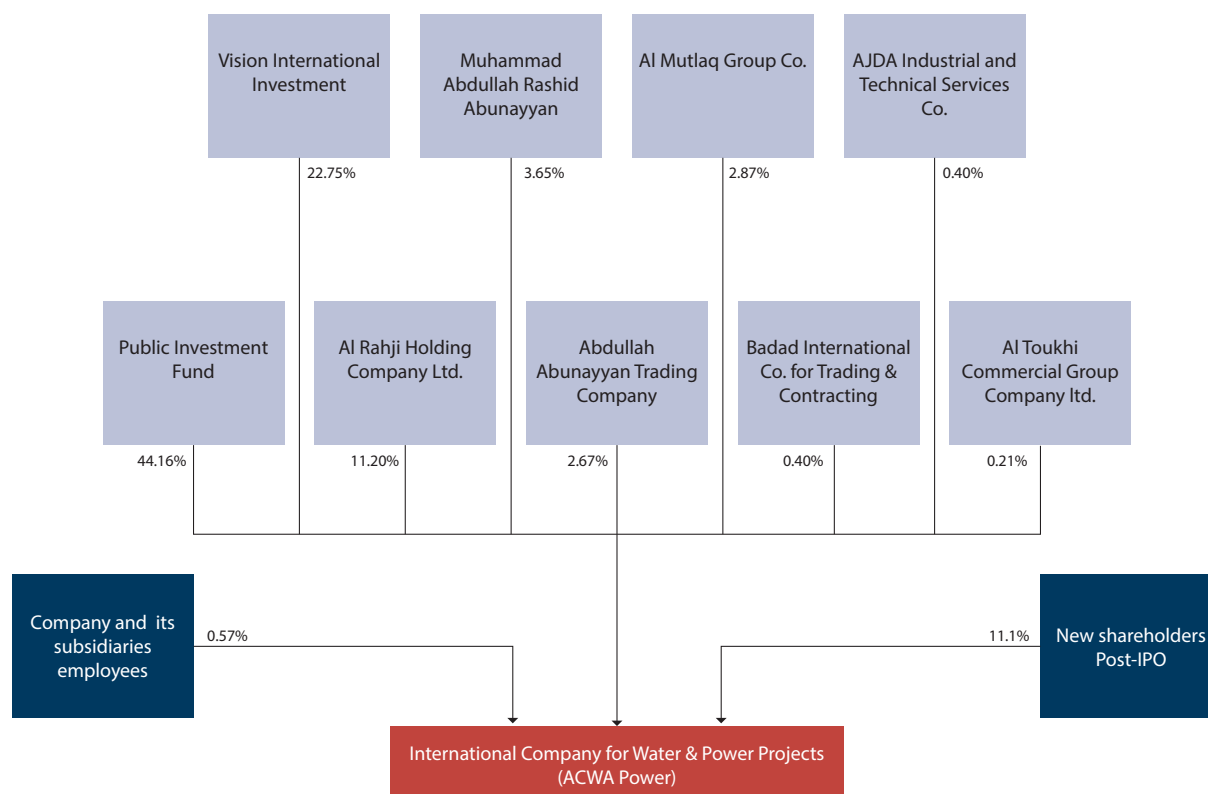 Vision International
Investment
Muhammad
Abdullah Rashid
Abunayyan
Al Mutlaq Group Co.
AJDA Industrial and
Technical Services
Co.
22.75%
3.65%
2.87%
0.40%
Public Investment
Fund
Al Rahji Holding
Company Ltd.
Abdullah
Abunayyan Trading
Company
Badad International
Co. for Trading &
Contracting
Al Toukhi
Commercial Group
Company ltd.
44.16%
11.20%
2.67%
0.40%
0.21%
Company and its
subsidiaries
employees
0.57%
11.1%
New shareholders
Post-IPO
International Company for Water & Power Projects
(ACWA Power)